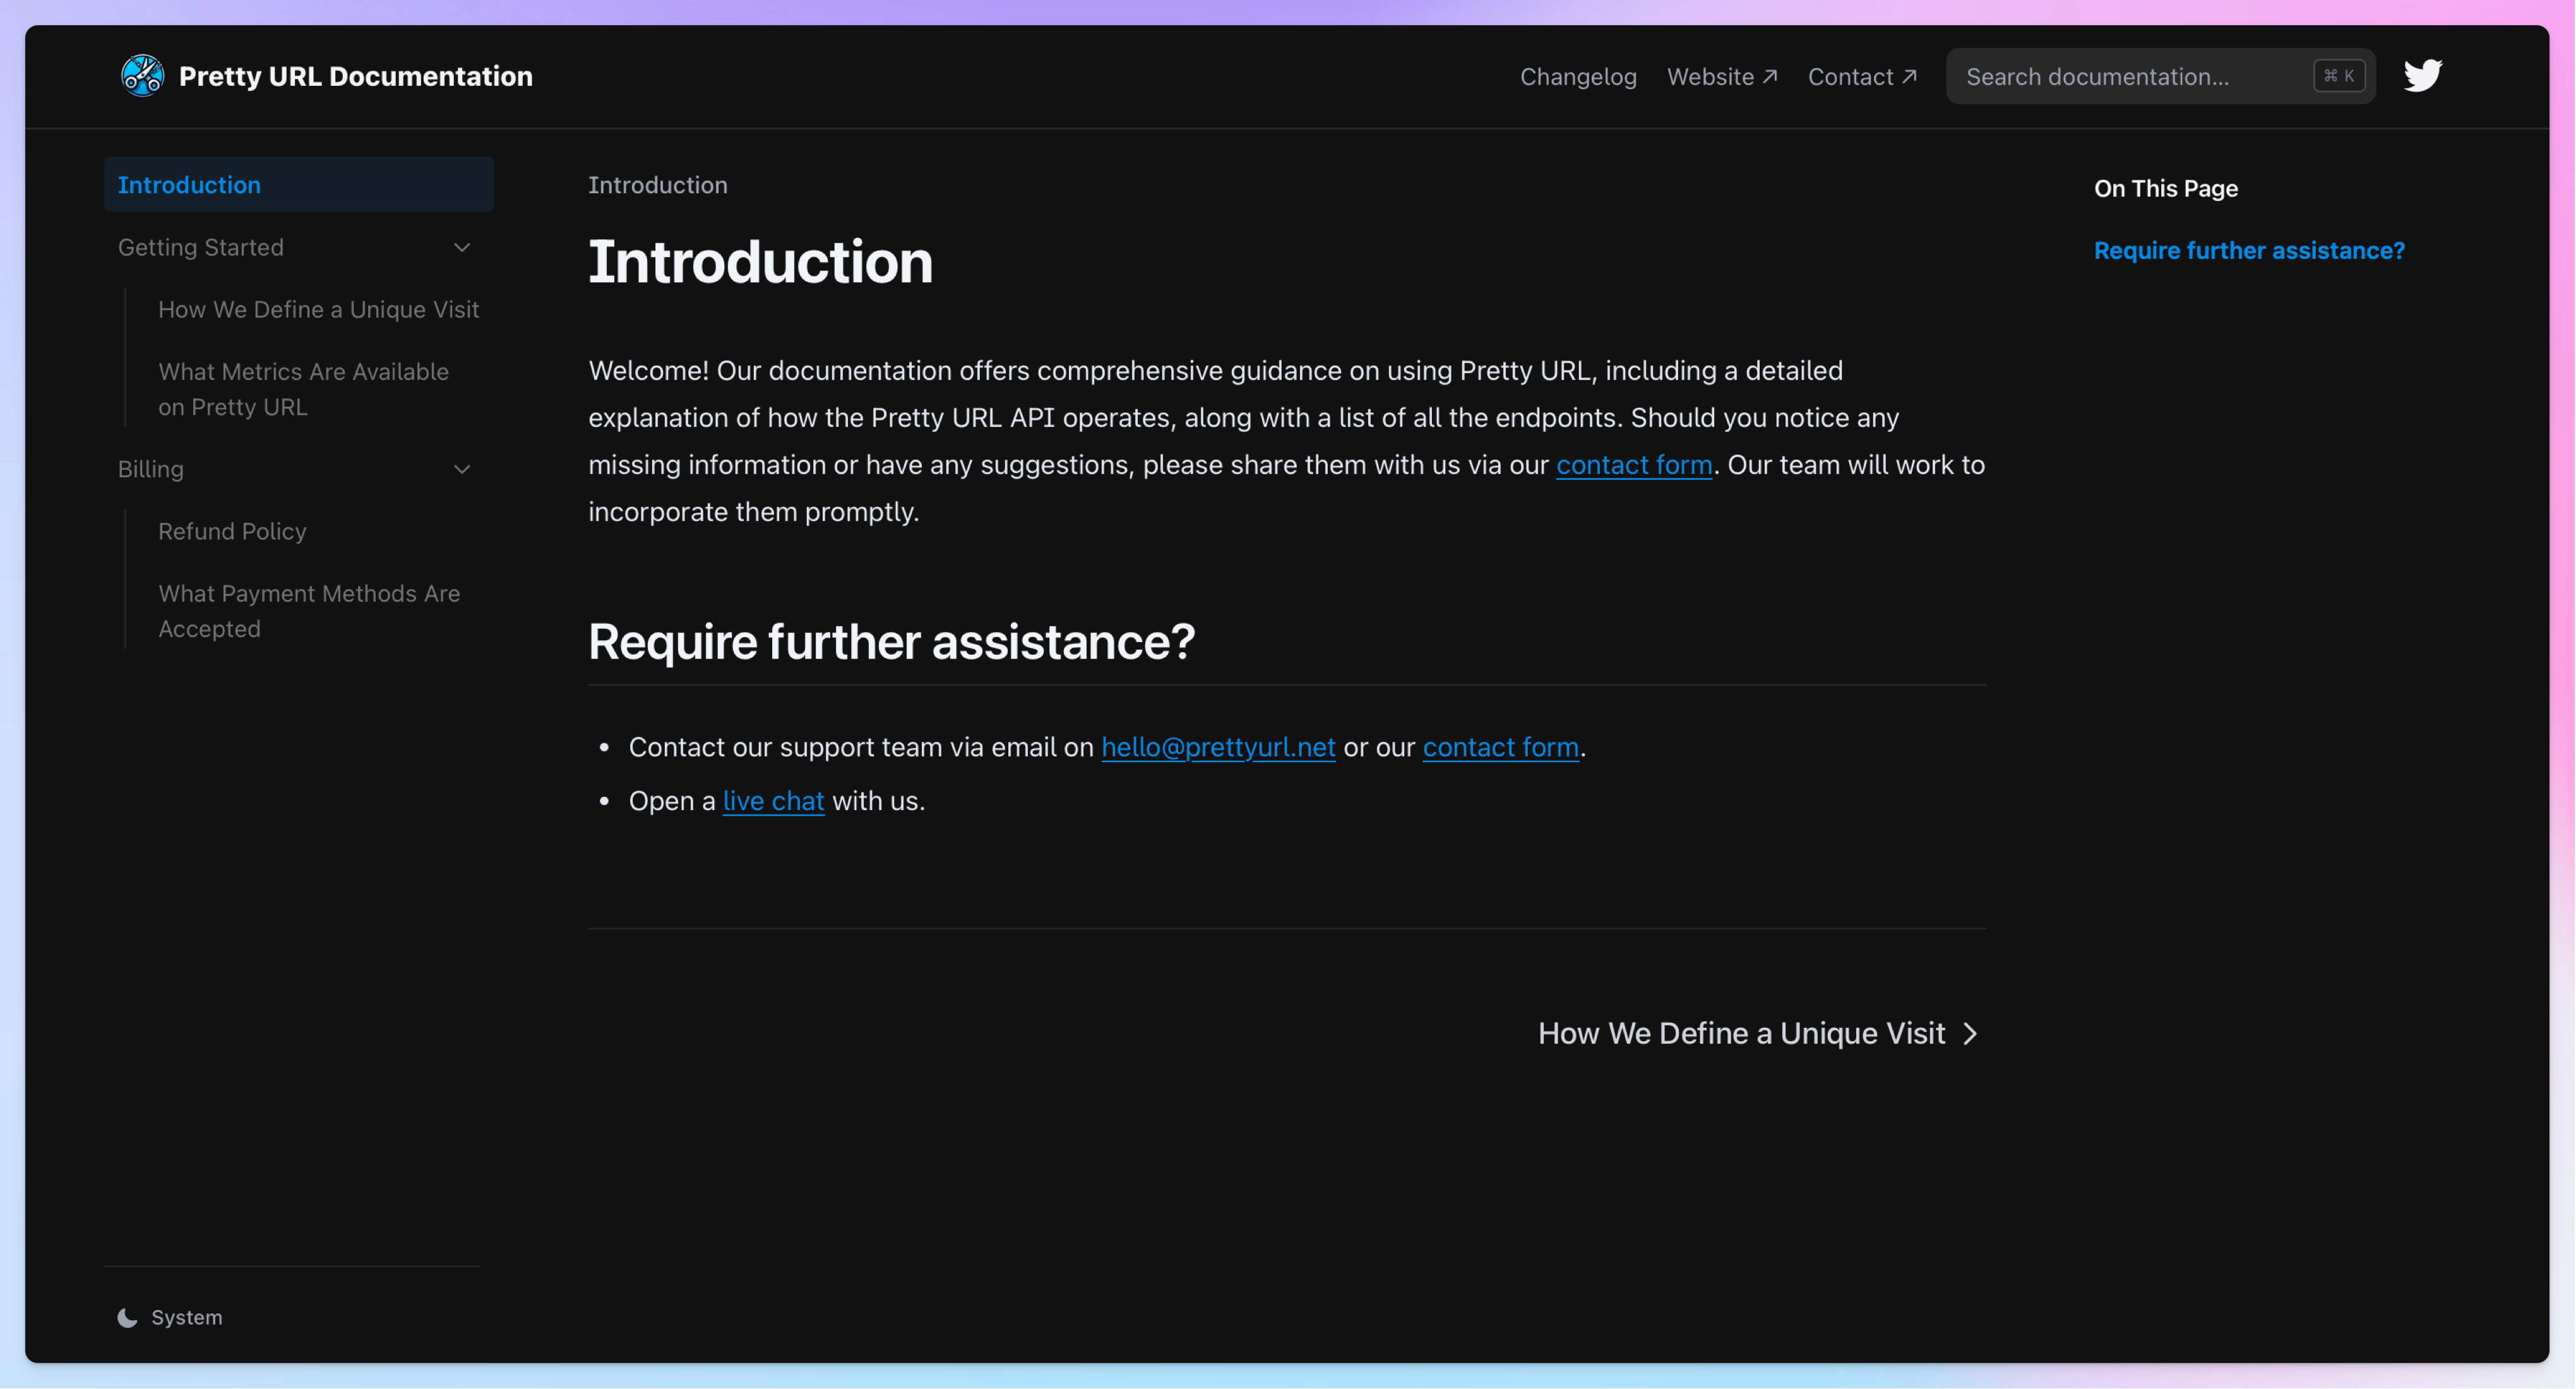 Pretty URL Documentation
Changelog
Website ↗
Contact ↗
Search documentation...
⌘ K
Introduction
Getting Started
How We Define a Unique Visit
What Metrics Are Available
on Pretty URL
Billing
Refund Policy
What Payment Methods Are
Accepted
System
Introduction
Introduction
Welcome! Our documentation offers comprehensive guidance on using Pretty URL, including a detailed
explanation of how the Pretty URL API operates, along with a list of all the endpoints. Should you notice any
missing information or have any suggestions, please share them with us via our contact form. Our team will work to
incorporate them promptly.
Require further assistance?
• Contact our support team via email on hello@prettyurl.net or our contact form.
• Open a live chat with us.
How We Define a Unique Visit
On This Page
Require further assistance?